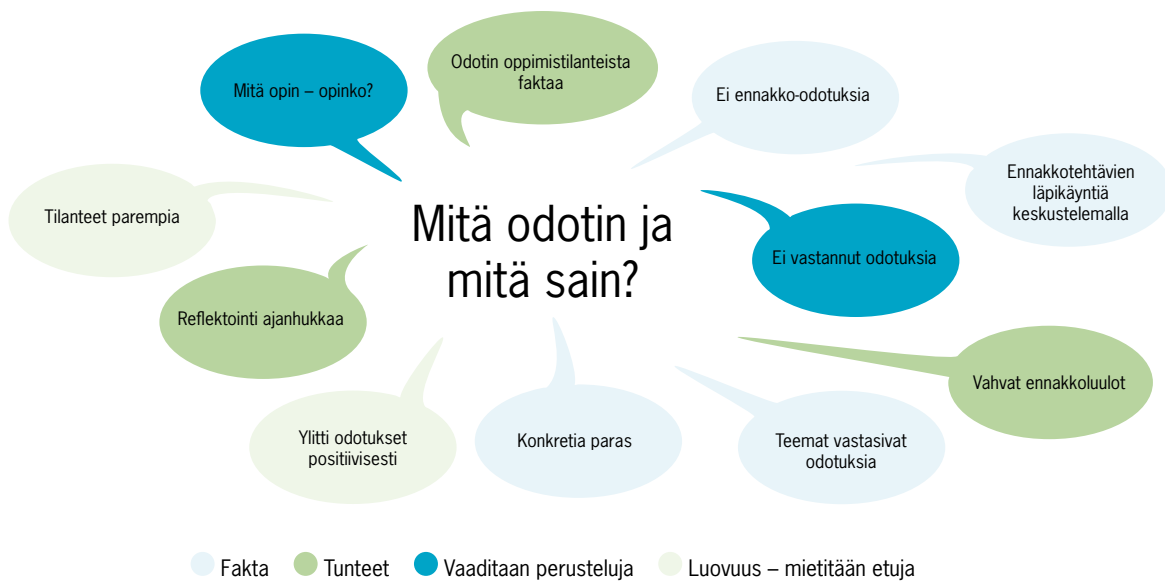 Odotin oppimistilanteista
faktaa
Mitä opin – opinko?
Ei ennakko-odotuksia
Ennakkotehtävien
läpikäyntiä
keskustelemalla
Tilanteet parempia
Mitä odotin ja
mitä sain?
Ei vastannut odotuksia
Reflektointi ajanhukkaa
Vahvat ennakkoluulot
Ylitti odotukset
positiivisesti
Konkretia paras
Teemat vastasivat
odotuksia
Fakta
Tunteet
Vaaditaan perusteluja
Luovuus – mietitään etuja